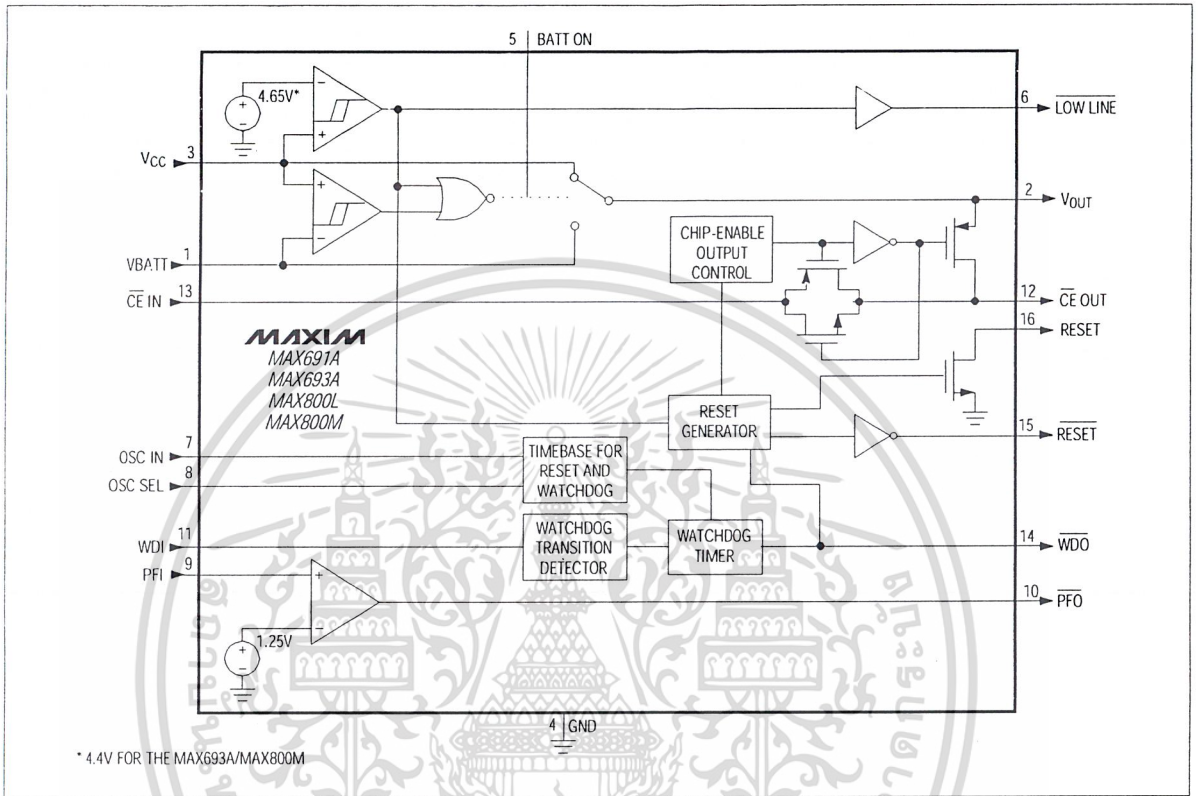 5 BATT ON
4.65V*
+
−
−
+
6 LOW LINE
VCC 3
+
−
2 VOUT
VBATT 1
CHIP-ENABLE
OUTPUT
CONTROL
CE IN 13
12 CE OUT
16 RESET
MAXIM
MAX691A
MAX693A
MAX800L
MAX800M
RESET
GENERATOR
15 RESET
OSC IN 7
OSC SEL 8
TIMEBASE FOR
RESET AND
WATCHDOG
WDI 11
WATCHDOG
TRANSITION
DETECTOR
WATCHDOG
TIMER
14 WDO
PFI 9
+
−
10 PFO
1.25V
+
−
4 GND
* 4.4V FOR THE MAX693A/MAX800M